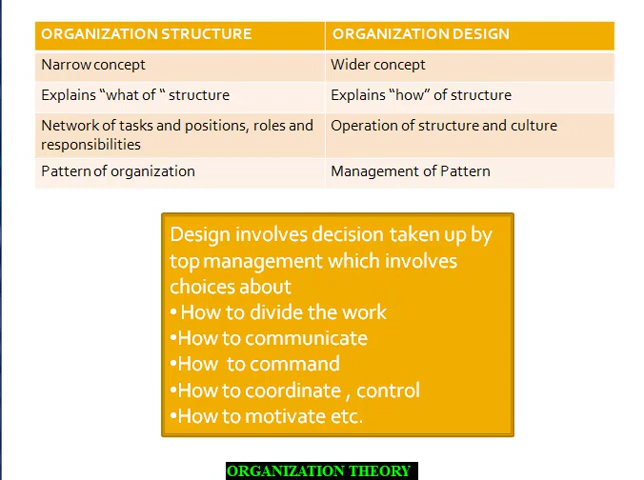 ORGANIZATION STRUCTURE
ORGANIZATION DESIGN
Narrow concept
Wider concept
Explains “what of “ structure
Explains “how” of structure
Network of tasks and positions, roles and
responsibilities
Operation of structure and culture
Pattern of organization
Management of Pattern
Design involves decision taken up by
top management which involves
choices about
• How to divide the work
•How to communicate
•How  to command
•How to coordinate , control
•How to motivate etc.
ORGANIZATION THEORY